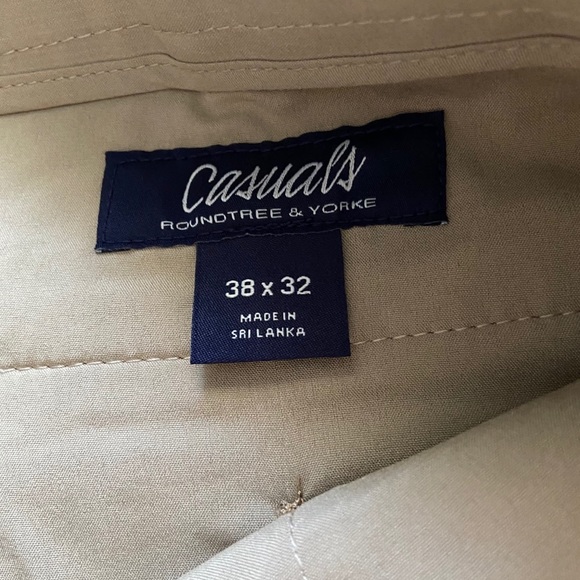 Casuals
ROUNDTREE & YORKE
38 x 32
MADE IN
SRI LANKA